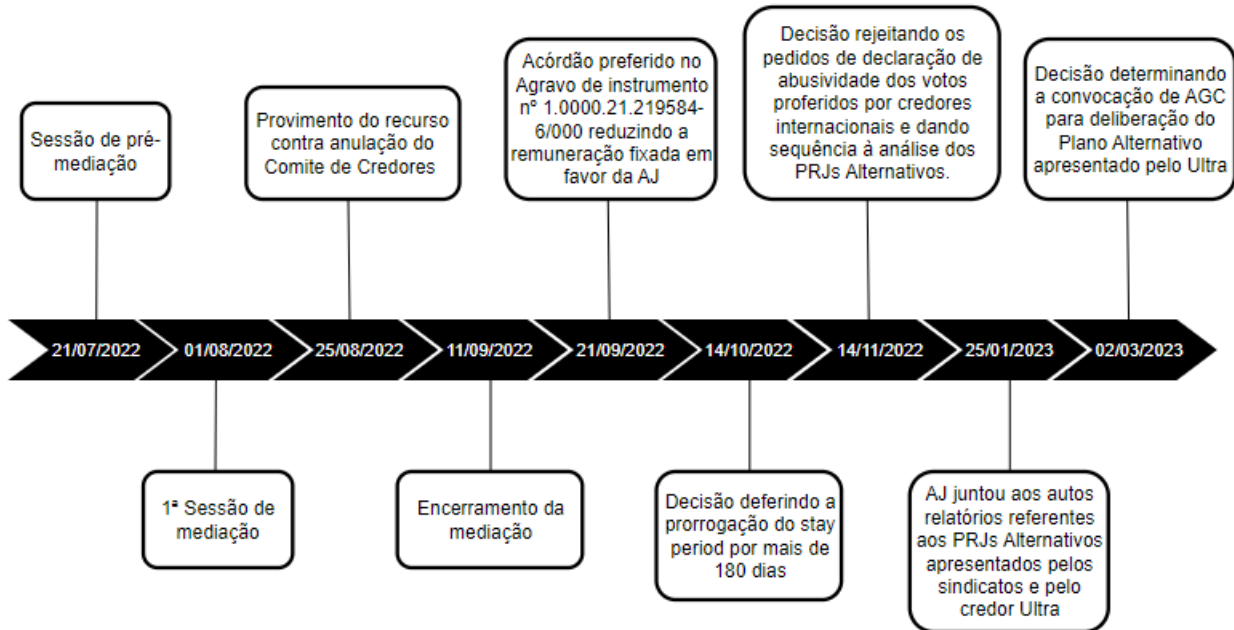 Sessão de pré-
mediação
Provimento do recurso
contra anulação do
Comite de Credores
Acórdão preferido no
Agravo de instrumento
nº 1.0000.21.219584-
6/000 reduzindo a
remuneração fixada em
favor da AJ
Decisão rejeitando os
pedidos de declaração de
abusividade dos votos
proferidos por credores
internacionais e dando
sequência à análise dos
PRJs Alternativos.
Decisão determinando
a convocação de AGC
para deliberação do
Plano Alternativo
apresentado pelo Ultra
21/07/2022
01/08/2022
25/08/2022
11/09/2022
21/09/2022
14/10/2022
14/11/2022
25/01/2023
02/03/2023
1ª Sessão de
mediação
Encerramento da
mediação
Decisão deferindo a
prorrogação do stay
period por mais de
180 dias
AJ juntou aos autos
relatórios referentes
aos PRJs Alternativos
apresentados pelos
sindicatos e pelo
credor Ultra